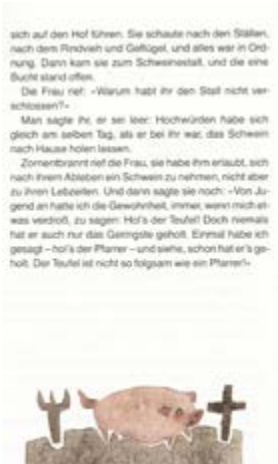 sich auf den Hof führen. Sie schaute nach den Ställen,
nach dem Rindvieh und Geflügel, und alles war in Ord-
nung. Dann kam sie zum Schweinestall, und die eine
Bucht stand offen.
Die Frau rief: «Warum habt ihr den Stall nicht ver-
schlossen?»
Man sagte ihr, er sei leer: Hochwürden habe sich
gleich am selben Tag, als er bei ihr war, das Schwein
nach Hause holen lassen.
Zornentbrannt rief die Frau, sie habe ihm erlaubt, sich
nach ihrem Ableben ein Schwein zu nehmen, nicht aber
zu ihren Lebzeiten. Und dann sagte sie noch: «Von Ju-
gend an hatte ich die Gewohnheit, immer, wenn mich et-
was verdroß, zu sagen: Hol's der Teufel! Doch niemals
hat er auch nur das Geringste geholt. Einmal habe ich
gesagt – hol's der Pfarrer – und siehe, schon hat er's ge-
holt. Der Teufel ist nicht so folgsam wie ein Pfarrer!»